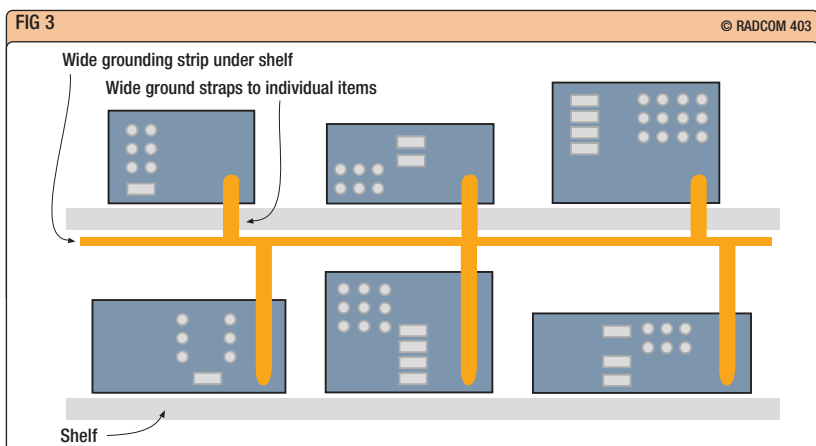 FIG 3
© RADCOM 403
Wide grounding strip under shelf
Wide ground straps to individual items
Shelf